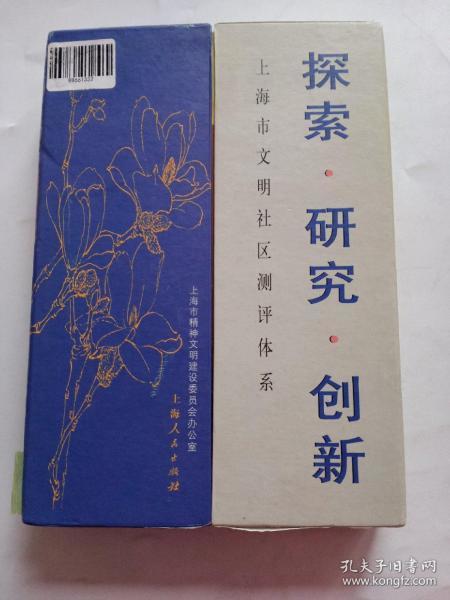 探索·研究·创新
上海市文明社区测评体系
上海市精神文明建设委员会办公室
上海人民出版社
孔夫子旧书网
www.kongfz.com